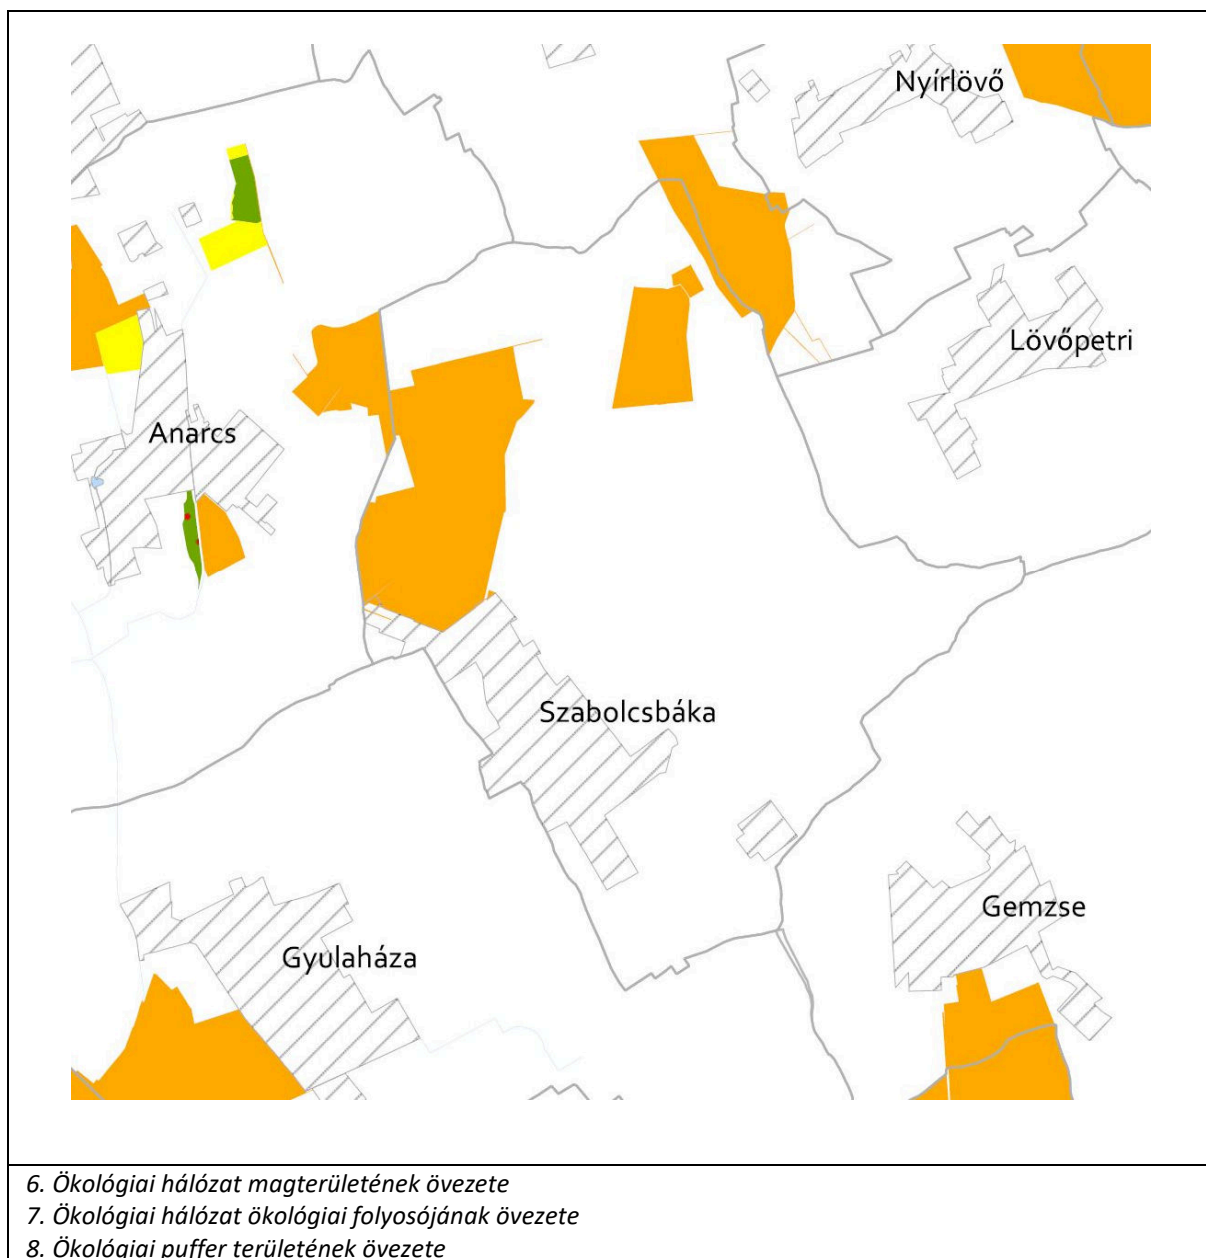 Nyírlövő
Lövőpetri
Anarcs
Szabolcsbáka
Gemzse
Gyulaháza
6. Ökológiai hálózat magterületének övezete
7. Ökológiai hálózat ökológiai folyosójának övezete
8. Ökológiai puffer területének övezete